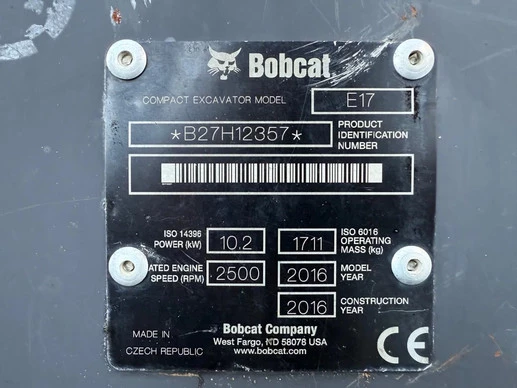 Bobcat.
COMPACT EXCAVATOR MODEL E17
*B27H12357* PRODUCT IDENTIFICATION NUMBER
ISO 14396 POWER (kW) 10.2 1711 ISO 6016 OPERATING MASS (kg)
ATED ENGINE SPEED (RPM) 2500 2016 MODEL YEAR
2016 CONSTRUCTION YEAR
Bobcat Company
MADE IN West Fargo, ND 58078 USA
CZECH REPUBLIC www.bobcat.com CE